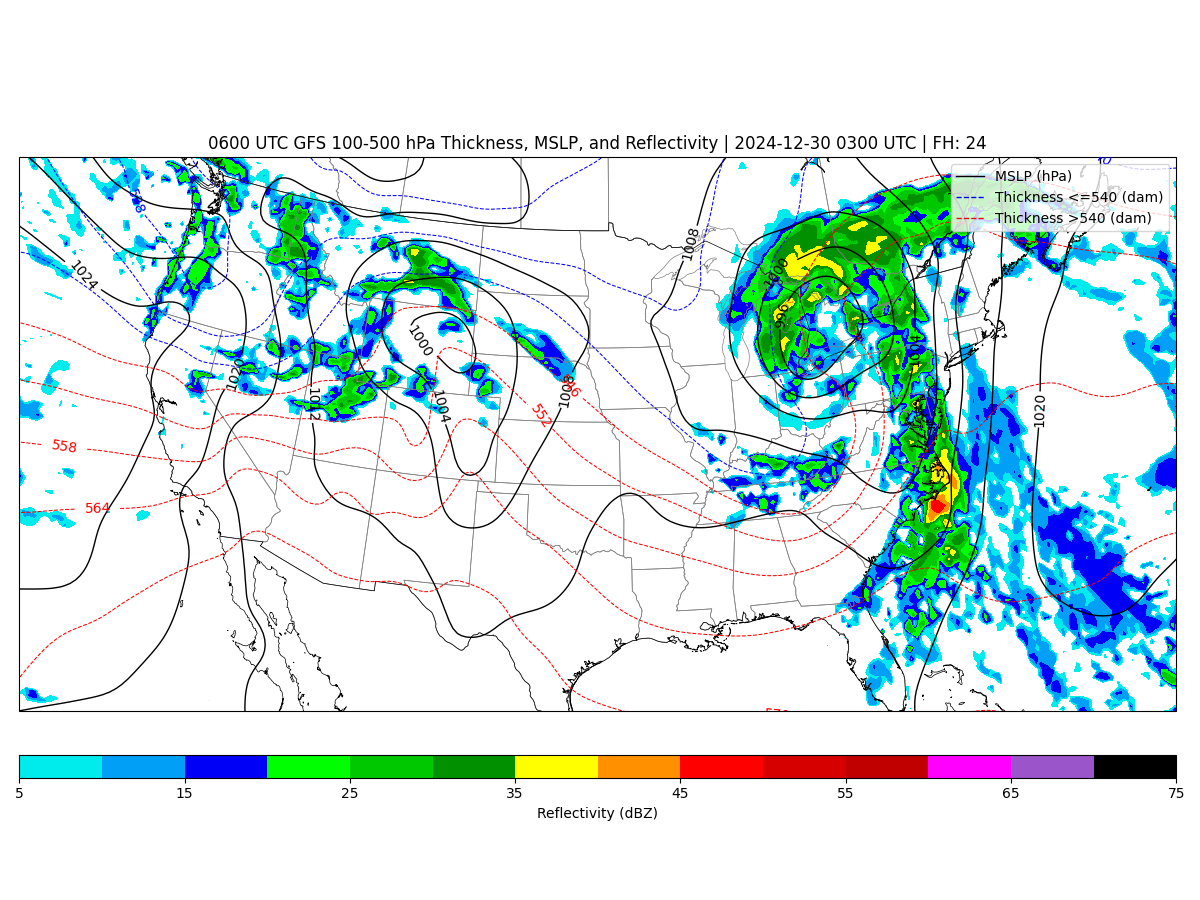 0600 UTC GFS 100-500 hPa Thickness, MSLP, and Reflectivity | 2024-12-30 0300 UTC | FH: 24
MSLP (hPa)
Thickness <=540 (dam)
Thickness >540 (dam)
1008
1024
1000
996
1000
1020
1012
1004
1008
552
1020
558
564
5 15 25 35 45 55 65 75
Reflectivity (dBZ)